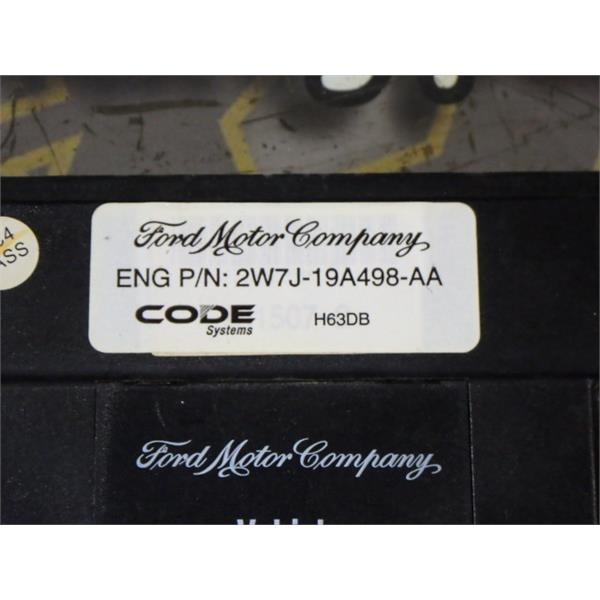 Ford Motor Company
ENG P/N: 2W7J-19A498-AA
CODE
Systems
H63DB
Ford Motor Company